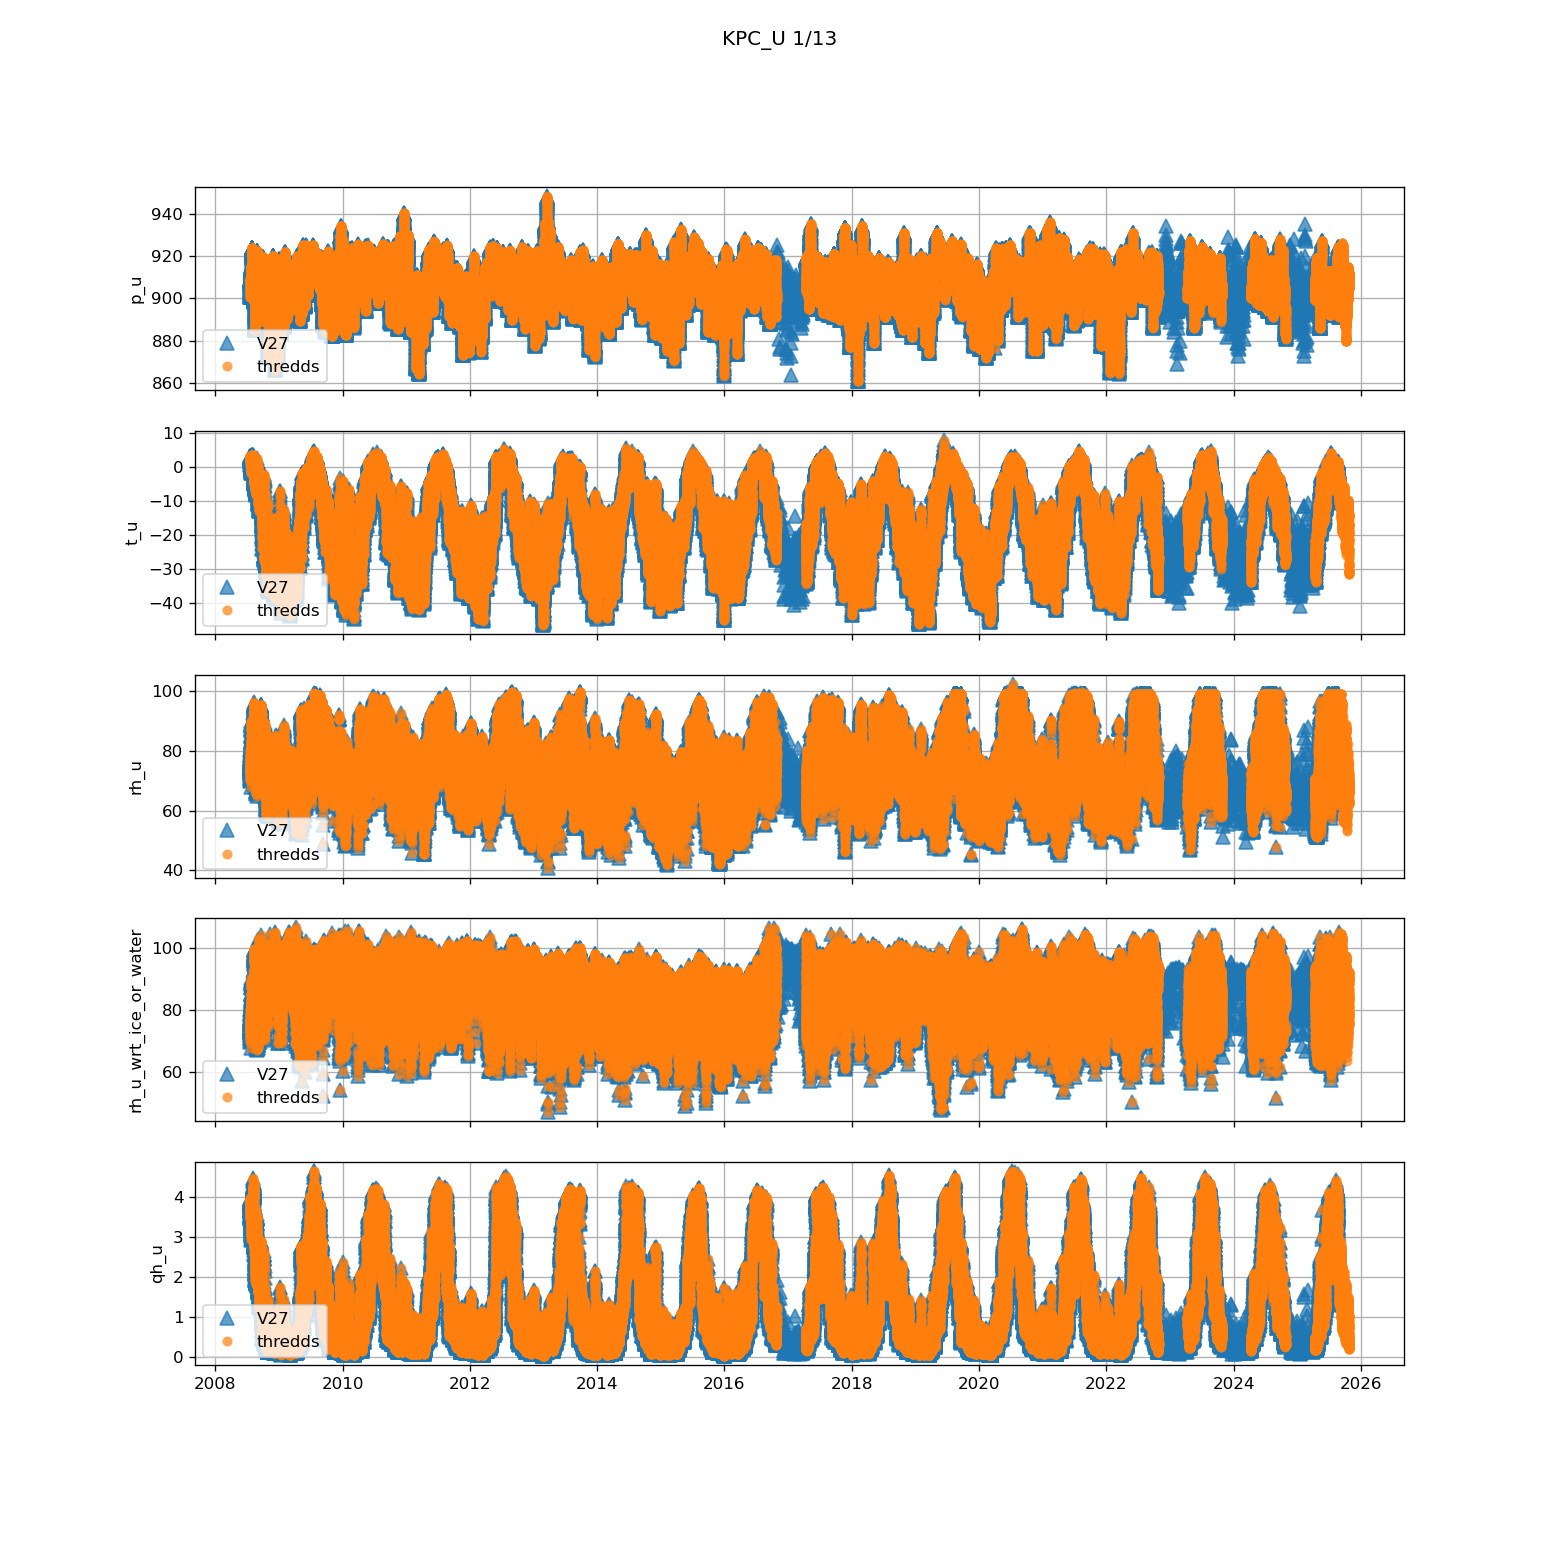 KPC_U 1/13
940
920
900
880
860
p_u
V27
thredds
10
0
−10
−20
−30
−40
t_u
V27
thredds
100
80
60
40
rh_u
V27
thredds
100
80
60
rh_u_wrt_ice_or_water
V27
thredds
4
3
2
1
0
qh_u
V27
thredds
2008 2010 2012 2014 2016 2018 2020 2022 2024 2026